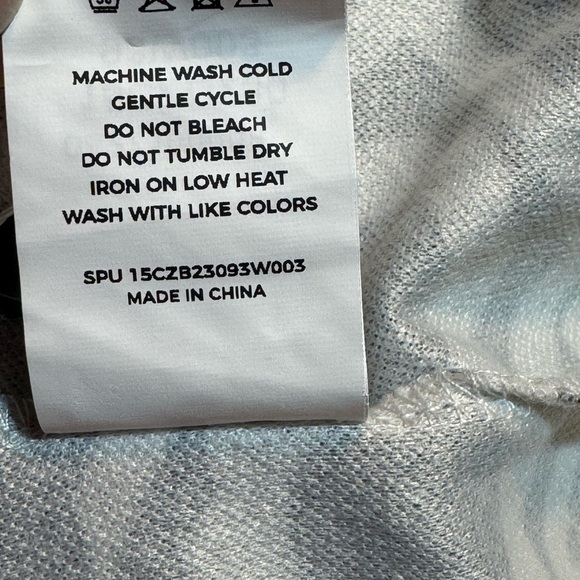 MACHINE WASH COLD
GENTLE CYCLE
DO NOT BLEACH
DO NOT TUMBLE DRY
IRON ON LOW HEAT
WASH WITH LIKE COLORS
SPU 15CZB23093W003
MADE IN CHINA